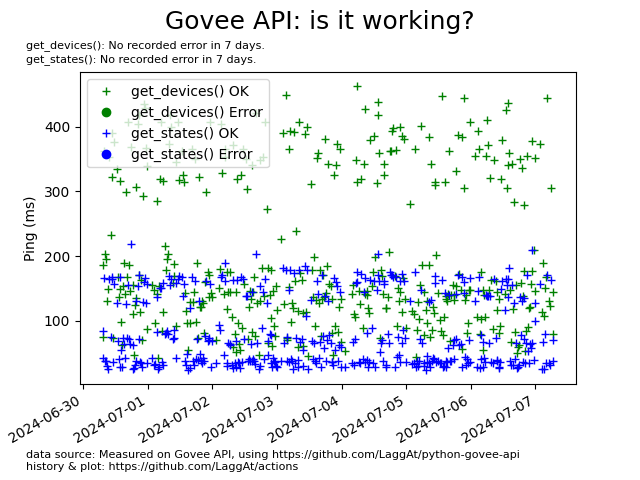 Govee API: is it working?
get_devices(): No recorded error in 7 days.
get_states(): No recorded error in 7 days.
get_devices() OK
get_devices() Error
get_states() OK
get_states() Error
Ping (ms)
400
300
200
100
2024-06-30
2024-07-01
2024-07-02
2024-07-03
2024-07-04
2024-07-05
2024-07-06
2024-07-07
data source: Measured on Govee API, using https://github.com/LaggAt/python-govee-api
history & plot: https://github.com/LaggAt/actions